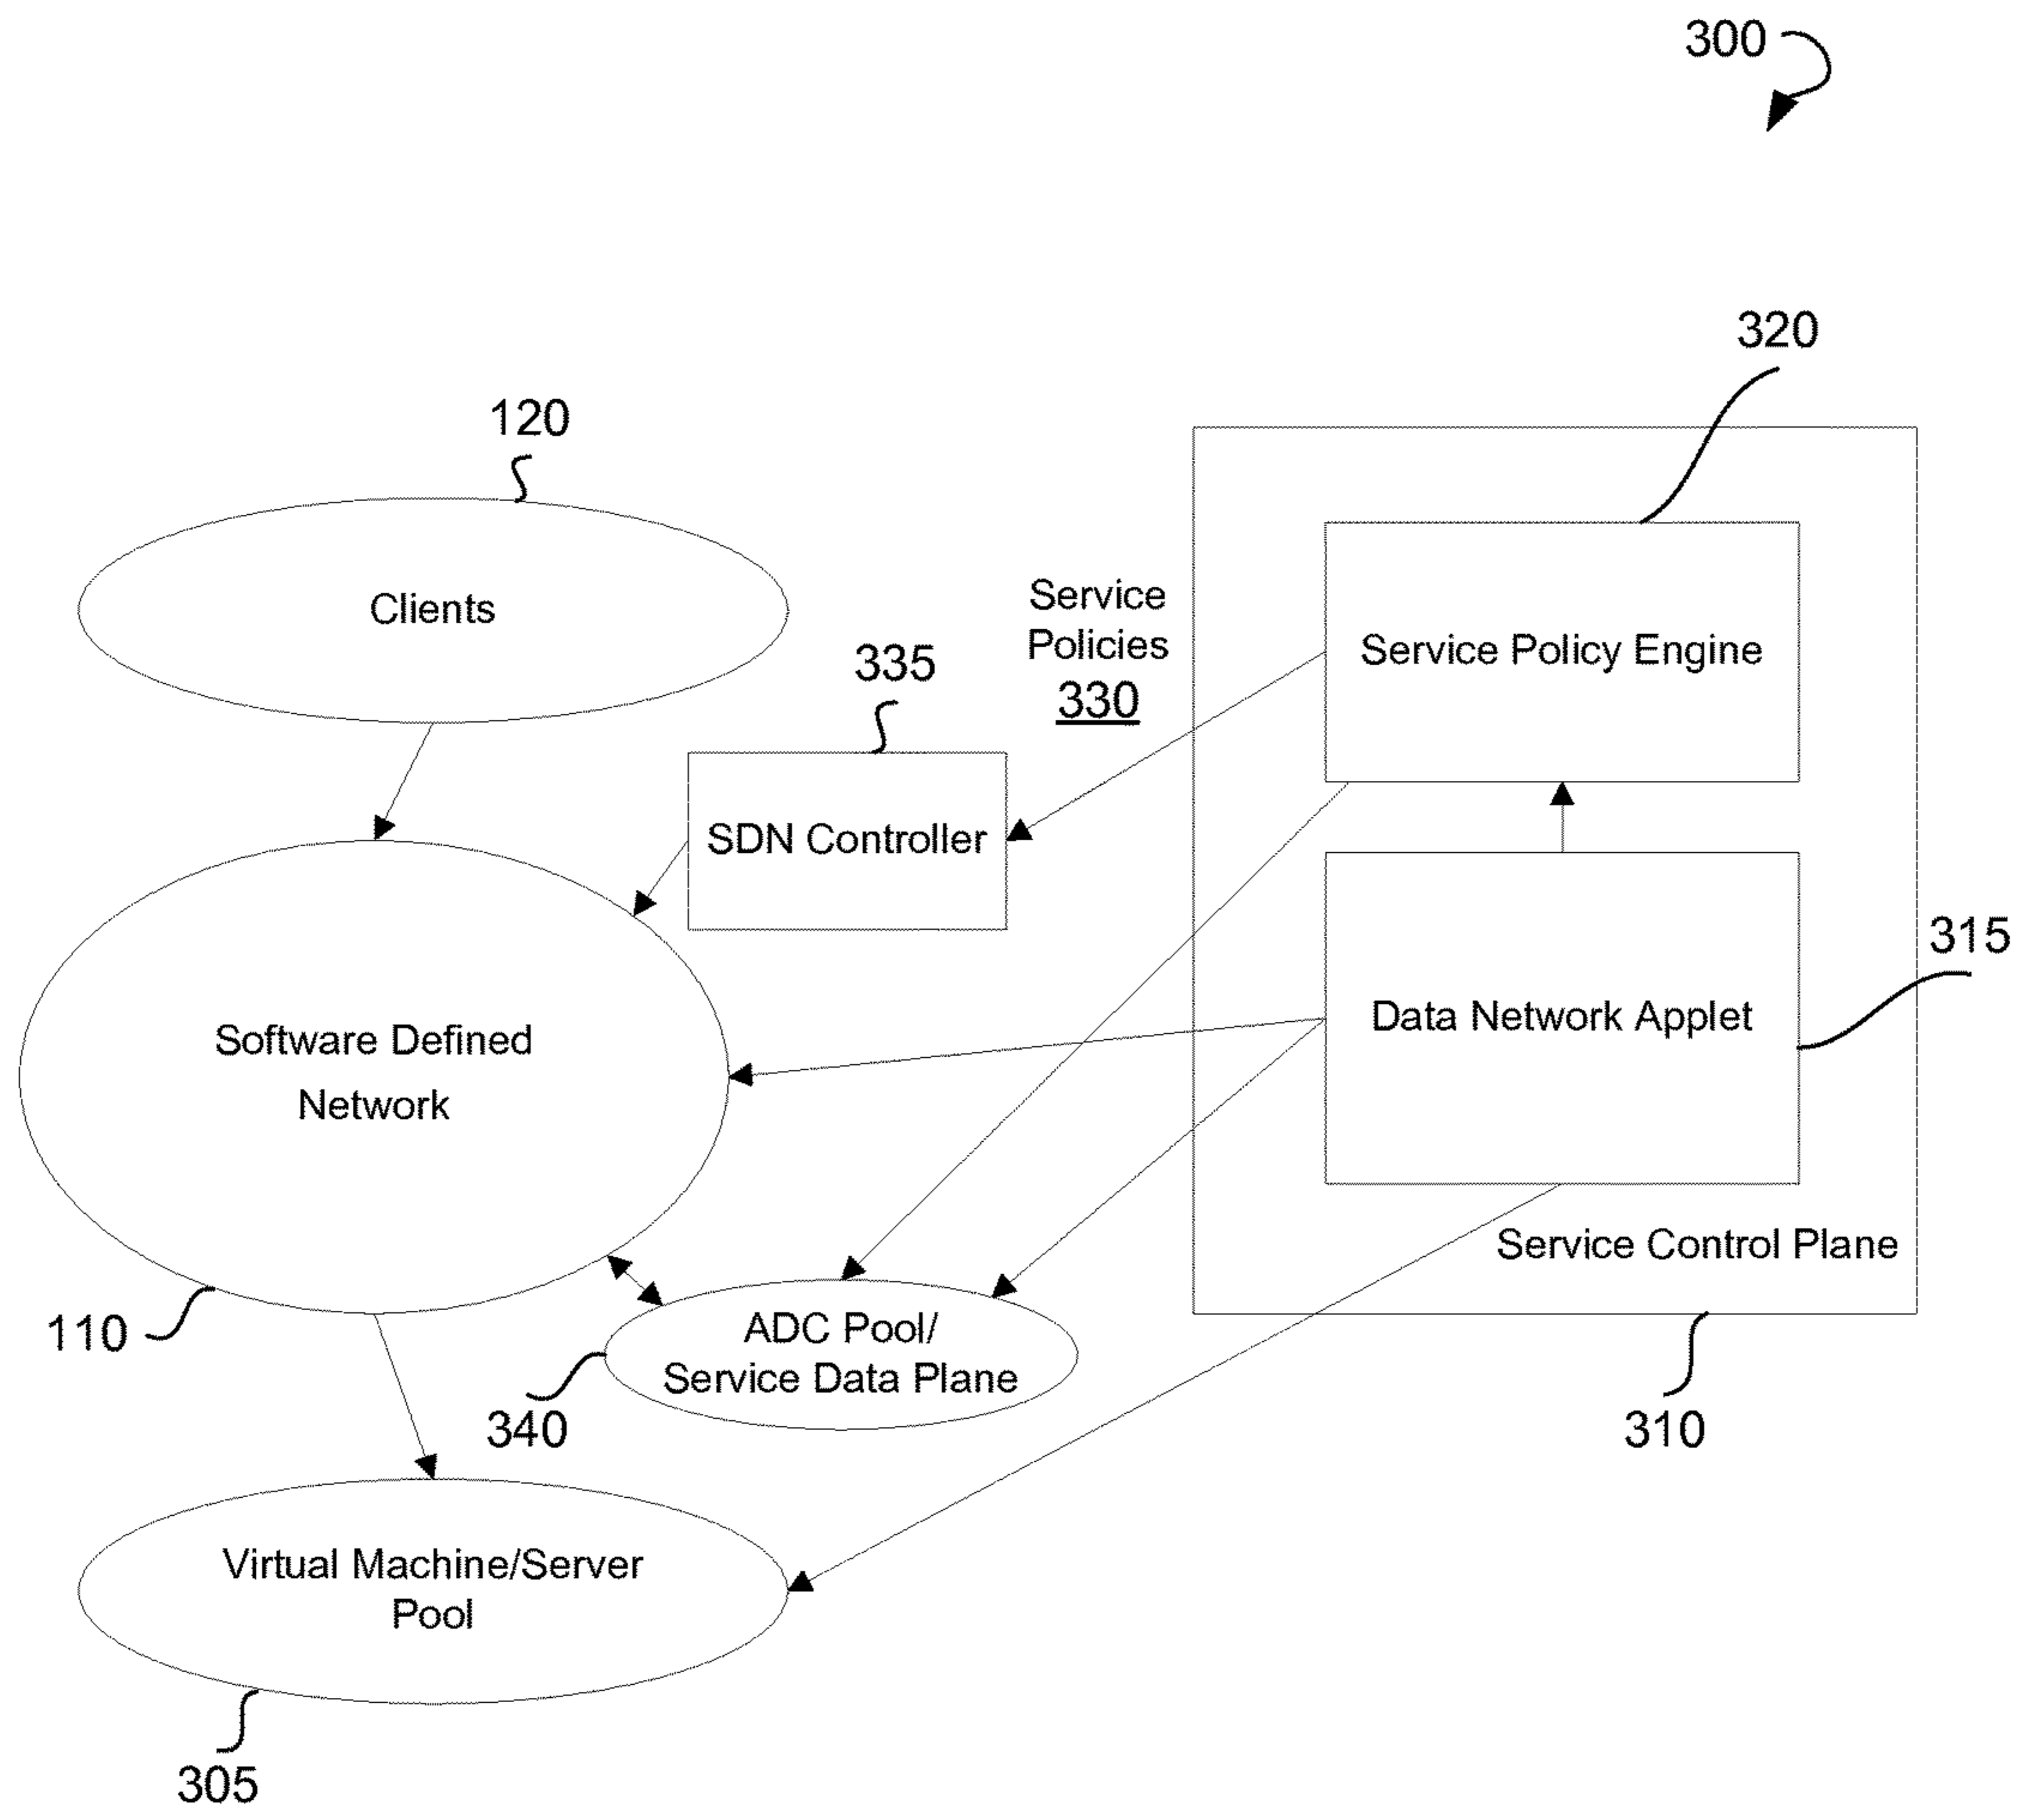 300
320
120
Clients
Service
Policies
330
335
Service Policy Engine
SDN Controller
315
Data Network Applet
Software Defined
Network
Service Control Plane
110
ADC Pool/
Service Data Plane
340
310
Virtual Machine/Server
Pool
305